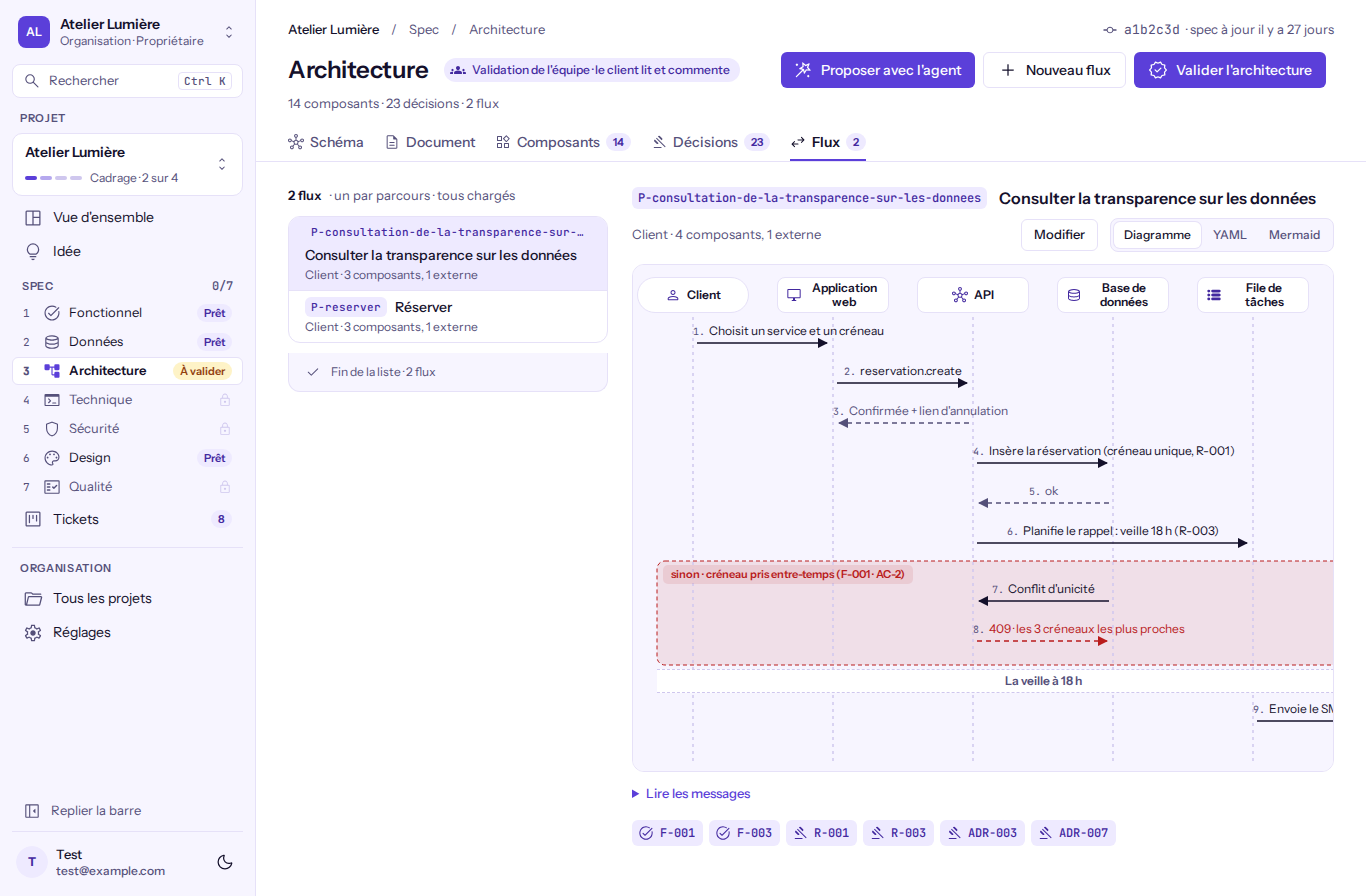 AL
Atelier Lumière
Organisation · Propriétaire
Rechercher
Ctrl K
PROJET
Atelier Lumière
Cadrage · 2 sur 4
Vue d'ensemble
Idée
SPEC 0/7
1 Fonctionnel Prêt
2 Données Prêt
3 Architecture À valider
4 Technique
5 Sécurité
6 Design Prêt
7 Qualité
Tickets 8
ORGANISATION
Tous les projets
Réglages
Replier la barre
T
Test
test@example.com
Atelier Lumière / Spec / Architecture
a1b2c3d · spec à jour il y a 27 jours
Architecture
Validation de l'équipe · le client lit et commente
Proposer avec l'agent
Nouveau flux
Valider l'architecture
14 composants · 23 décisions · 2 flux
Schéma
Document
Composants 14
Décisions 23
Flux 2
2 flux · un par parcours · tous chargés
P-consultation-de-la-transparence-sur-…
Consulter la transparence sur les données
Client · 3 composants, 1 externe
P-reserver Réserver
Client · 3 composants, 1 externe
Fin de la liste · 2 flux
P-consultation-de-la-transparence-sur-les-donnees Consulter la transparence sur les données
Client · 4 composants, 1 externe
Modifier
Diagramme
YAML
Mermaid
Client
Application web
API
Base de données
File de tâches
1. Choisit un service et un créneau
2. reservation.create
3. Confirmée + lien d'annulation
4. Insère la réservation (créneau unique, R-001)
5. ok
6. Planifie le rappel : veille 18 h (R-003)
sinon · créneau pris entre-temps (F-001 · AC-2)
7. Conflit d'unicité
8. 409 · les 3 créneaux les plus proches
La veille à 18 h
9. Envoie le SM
Lire les messages
F-001
F-003
R-001
R-003
ADR-003
ADR-007